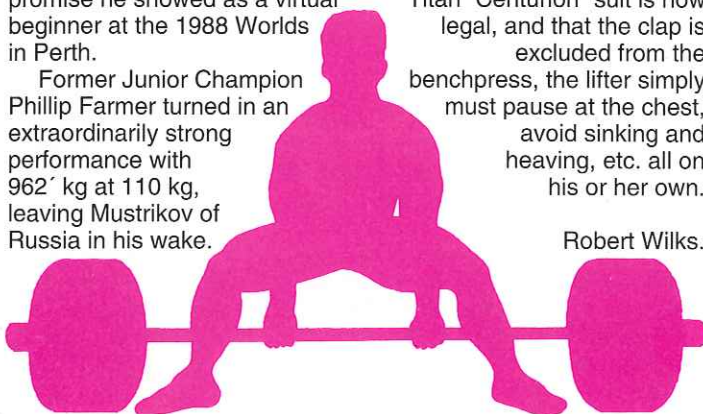 promise he showed as a virtual
beginner at the 1988 Worlds
in Perth.
Former Junior Champion
Phillip Farmer turned in an
extraordinarily strong
performance with
962´ kg at 110 kg,
leaving Mustrikov of
Russia in his wake.
Titan "Centurion" suit is now
legal, and that the clap is
excluded from the
benchpress, the lifter simply
must pause at the chest,
avoid sinking and
heaving, etc. all on
his or her own.
Robert Wilks.